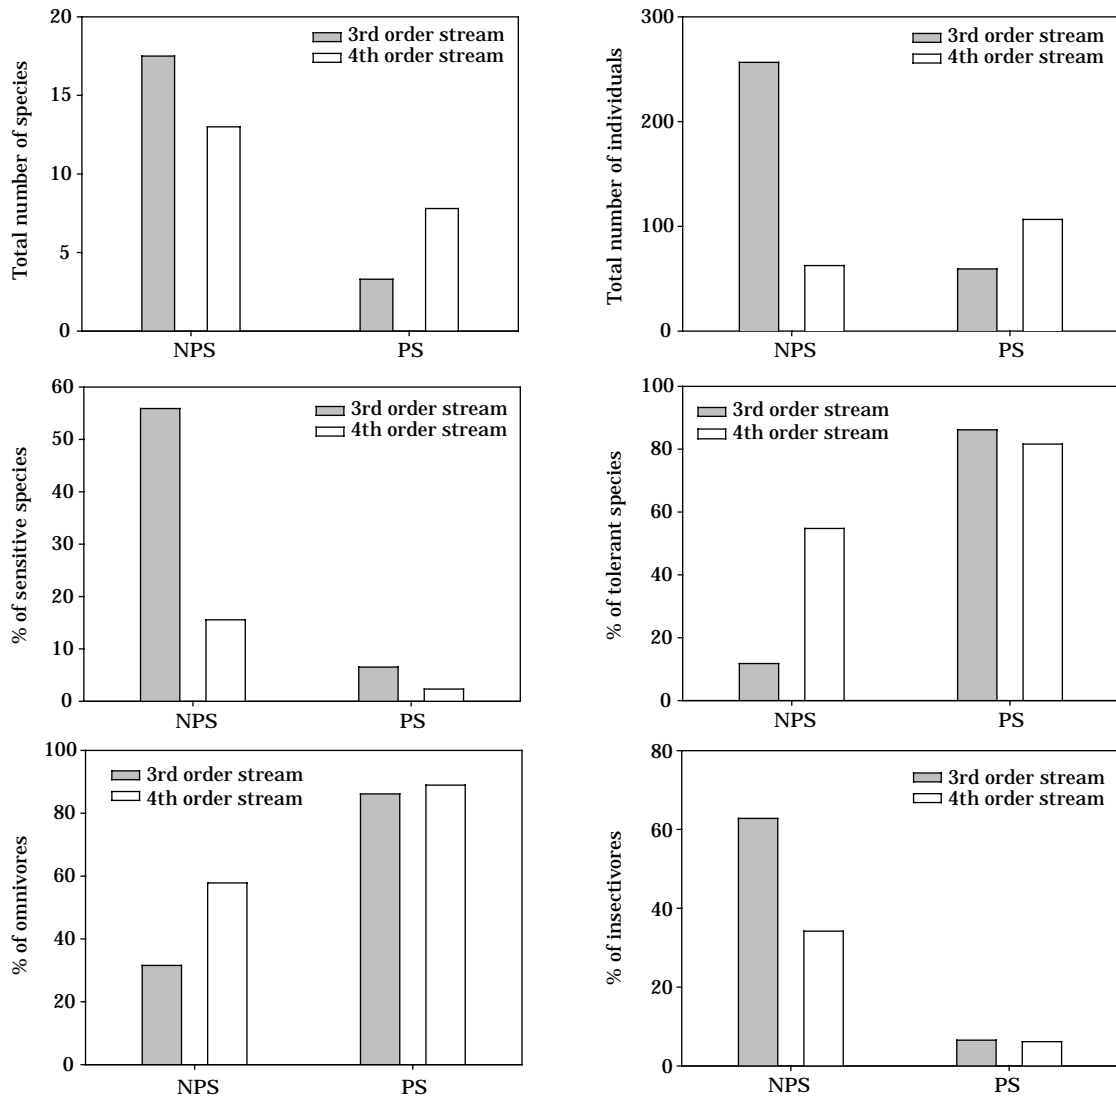 Total number of species
20
15
10
5
0
3rd order stream
4th order stream
NPS
PS
Total number of individuals
300
200
100
0
3rd order stream
4th order stream
NPS
PS
% of sensitive species
60
50
40
30
20
10
0
3rd order stream
4th order stream
NPS
PS
% of tolerant species
100
80
60
40
20
0
3rd order stream
4th order stream
NPS
PS
% of omnivores
100
80
60
40
20
0
3rd order stream
4th order stream
NPS
PS
% of insectivores
80
60
40
20
0
3rd order stream
4th order stream
NPS
PS